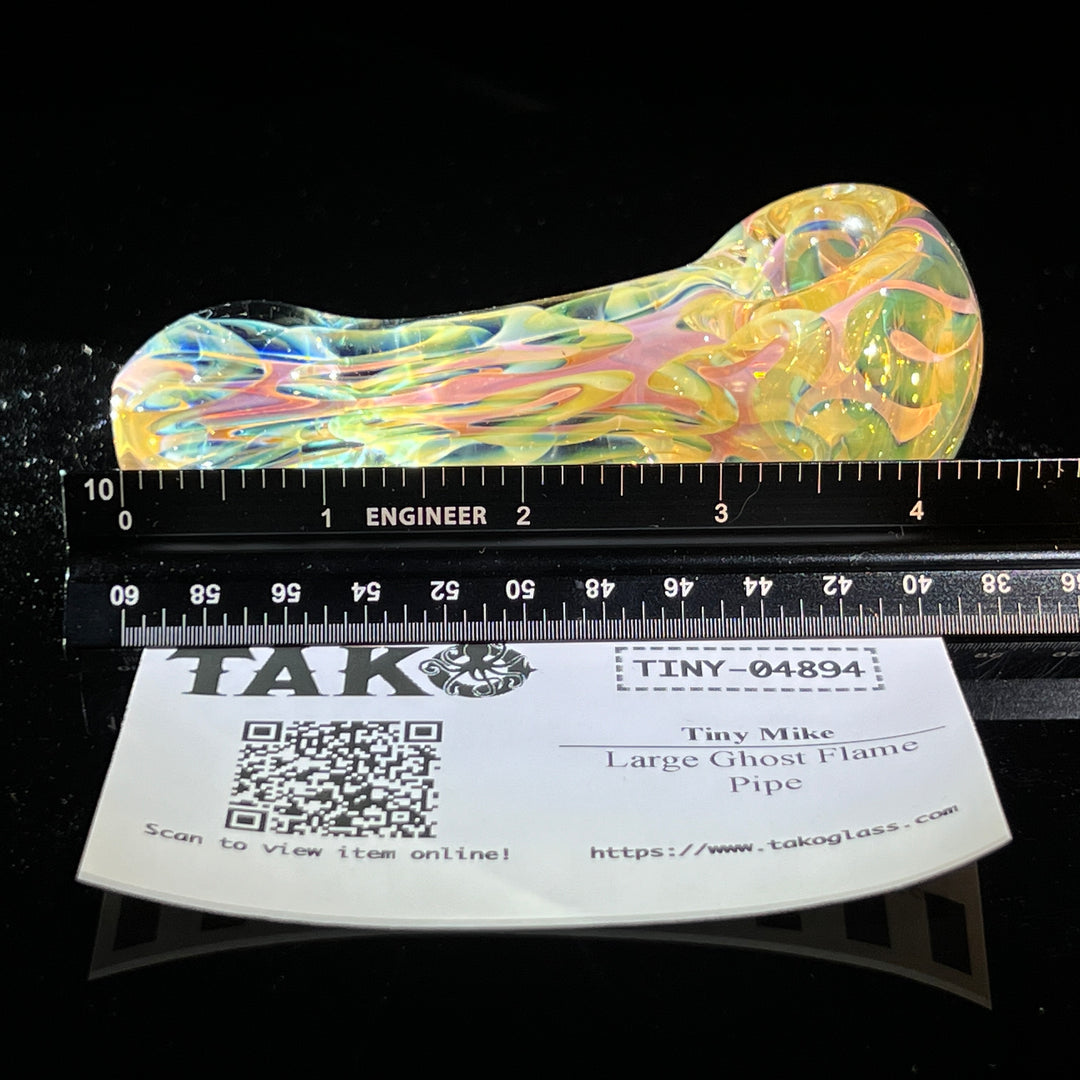 10
0 1 ENGINEER 2 3 4
60 58 56 54 52 50 48 46 44 42 40 38
TAKO
TINY-04894
Tiny Mike
Large Ghost Flame
Pipe
Scan to view item online!
https://www.takoglass.com